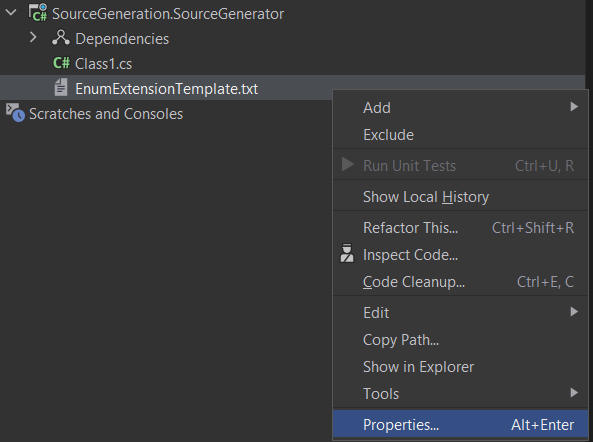 C# SourceGeneration.SourceGenerator
Dependencies
C# Class1.cs
EnumExtensionTemplate.txt
Scratches and Consoles
Add
Exclude
Run Unit Tests Ctrl+U, R
Show Local History
Refactor This... Ctrl+Shift+R
Inspect Code...
Code Cleanup... Ctrl+E, C
Edit
Copy Path...
Show in Explorer
Tools
Properties... Alt+Enter